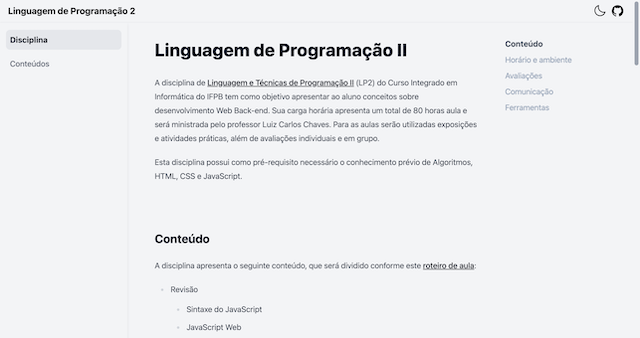 Linguagem de Programação 2
Disciplina
Conteúdos
Linguagem de Programação II
A disciplina de Linguagem e Técnicas de Programação II (LP2) do Curso Integrado em
Informática do IFPB tem como objetivo apresentar ao aluno conceitos sobre
desenvolvimento Web Back-end. Sua carga horária apresenta um total de 80 horas aula e
será ministrada pelo professor Luiz Carlos Chaves. Para as aulas serão utilizadas exposições
e atividades práticas, além de avaliações individuais e em grupo.
Esta disciplina possui como pré-requisito necessário o conhecimento prévio de Algoritmos,
HTML, CSS e JavaScript.
Conteúdo
A disciplina apresenta o seguinte conteúdo, que será dividido conforme este roteiro de aula:
Revisão
Sintaxe do JavaScript
JavaScript Web
Conteúdo
Horário e ambiente
Avaliações
Comunicação
Ferramentas